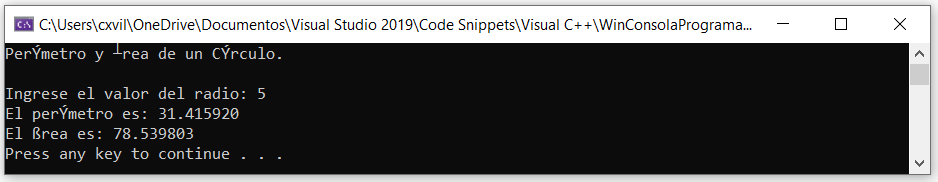 C:\Users\cxvil\OneDrive\Documentos\Visual Studio 2019\Code Snippets\Visual C++\WinConsolaPrograma...
PerÝmetro y ┴rea de un CÝrculo.
Ingrese el valor del radio: 5
El perÝmetro es: 31.415920
El ßrea es: 78.539803
Press any key to continue . . .